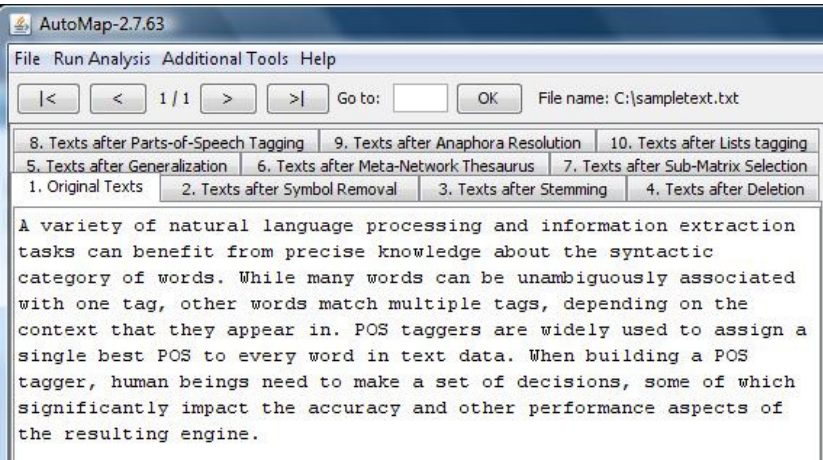 AutoMap-2.7.63
File Run Analysis Additional Tools Help
|< < 1 / 1 > >| Go to: OK File name: C:\sampletext.txt
8. Texts after Parts-of-Speech Tagging 9. Texts after Anaphora Resolution 10. Texts after Lists tagging
5. Texts after Generalization 6. Texts after Meta-Network Thesaurus 7. Texts after Sub-Matrix Selection
1. Original Texts 2. Texts after Symbol Removal 3. Texts after Stemming 4. Texts after Deletion
A variety of natural language processing and information extraction
tasks can benefit from precise knowledge about the syntactic
category of words. While many words can be unambiguously associated
with one tag, other words match multiple tags, depending on the
context that they appear in. POS taggers are widely used to assign a
single best POS to every word in text data. When building a POS
tagger, human beings need to make a set of decisions, some of which
significantly impact the accuracy and other performance aspects of
the resulting engine.